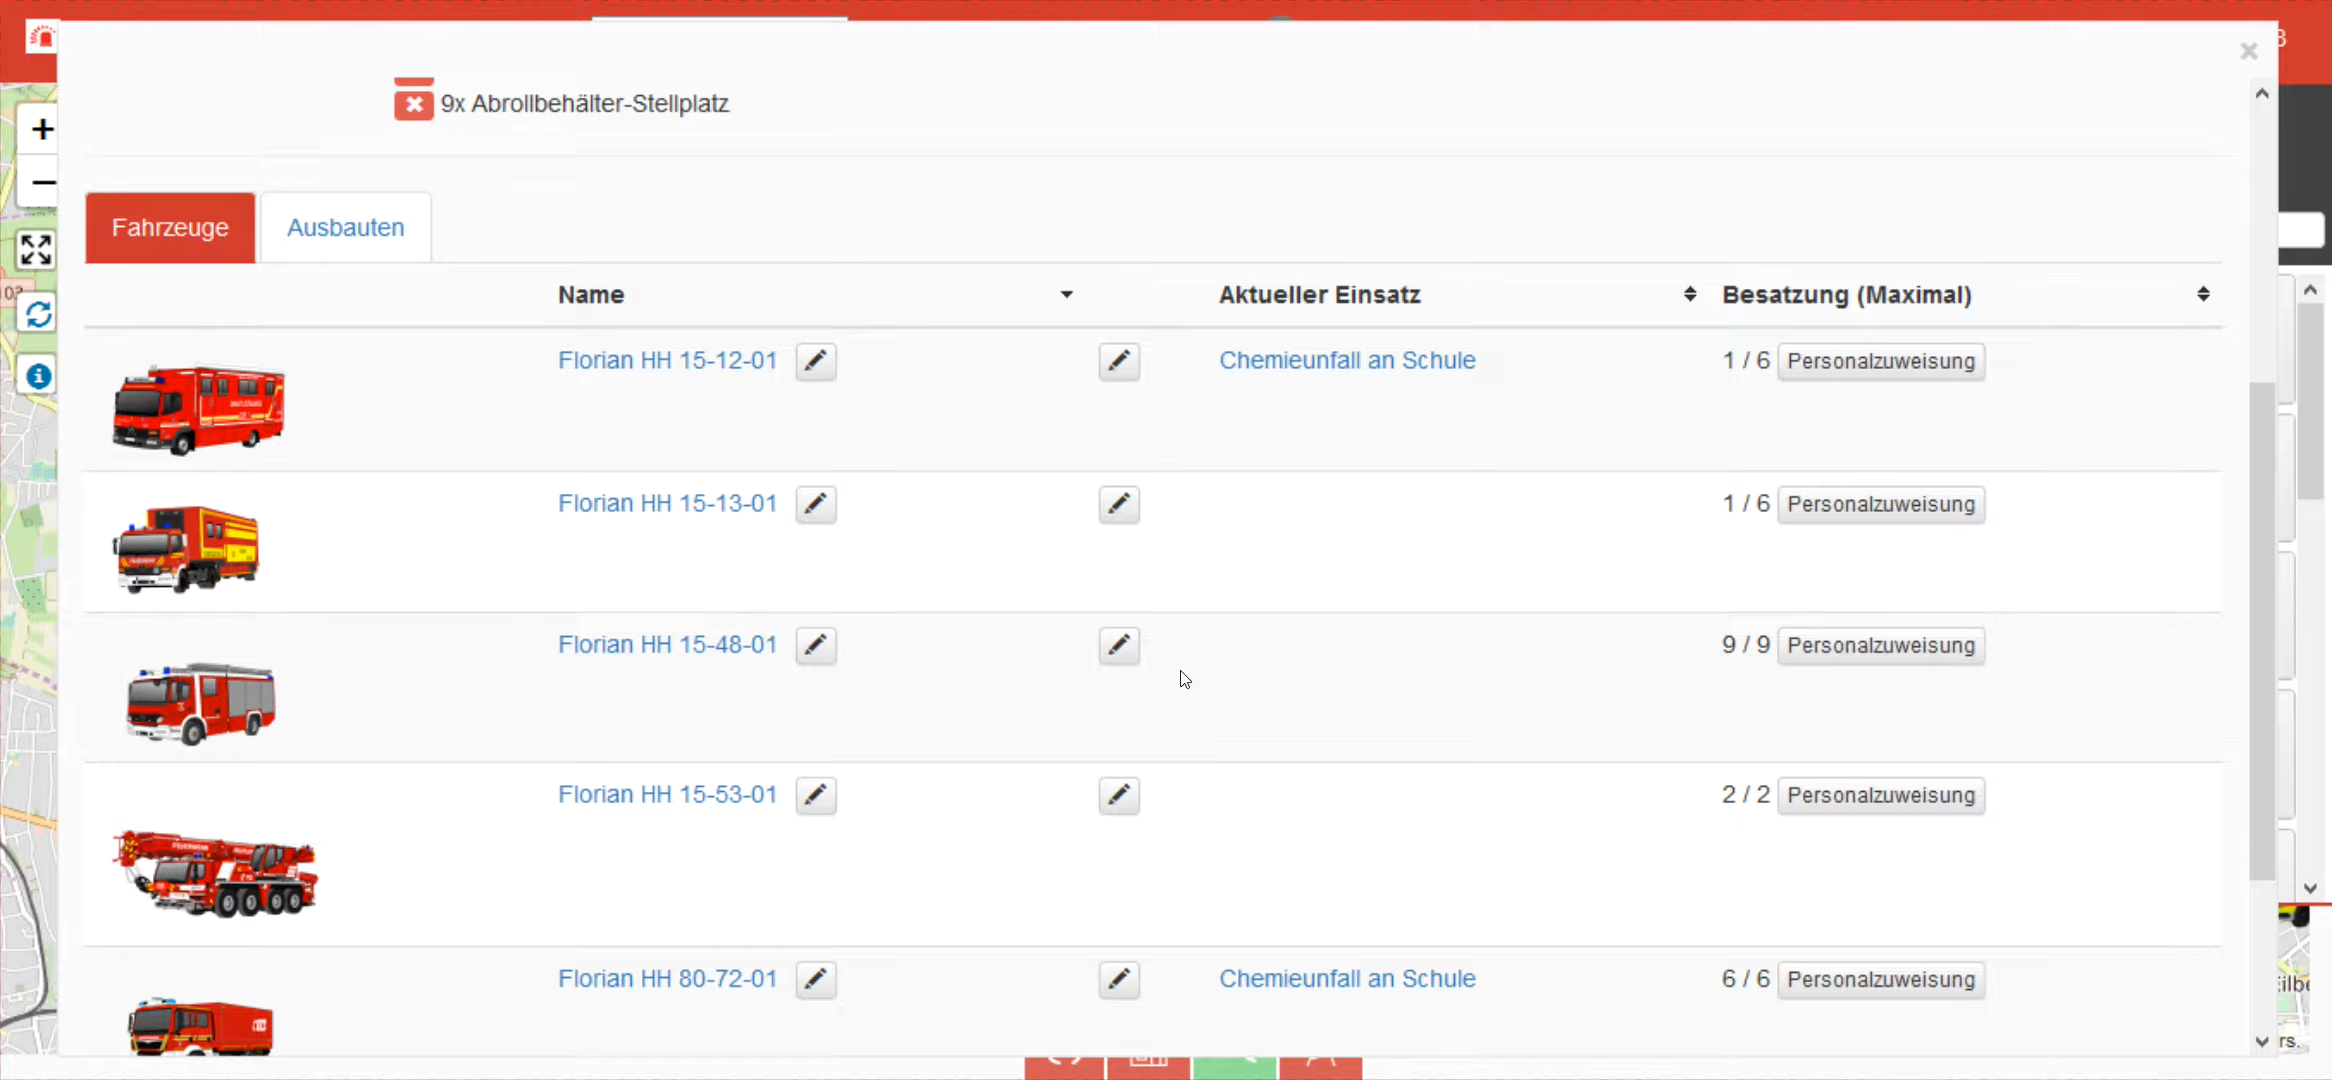 9x Abrollbehälter-Stellplatz
Fahrzeuge Ausbauten
Name Aktueller Einsatz Besatzung (Maximal)
Florian HH 15-12-01 Chemieunfall an Schule 1 / 6 Personalzuweisung
Florian HH 15-13-01 1 / 6 Personalzuweisung
Florian HH 15-48-01 9 / 9 Personalzuweisung
Florian HH 15-53-01 2 / 2 Personalzuweisung
Florian HH 80-72-01 Chemieunfall an Schule 6 / 6 Personalzuweisung